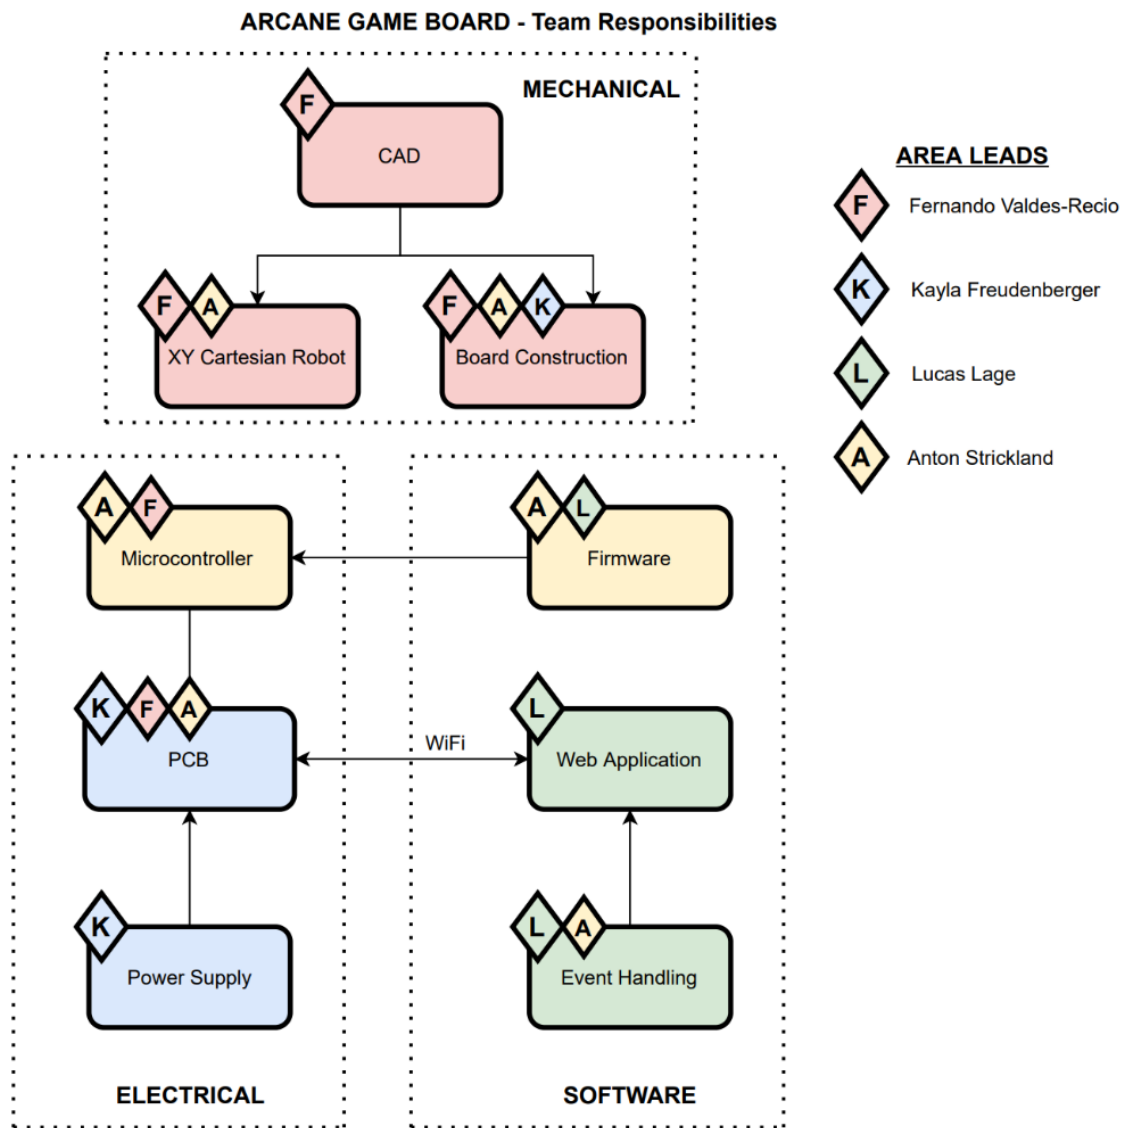 ARCANE GAME BOARD - Team Responsibilities
MECHANICAL
F
CAD
F A
XY Cartesian Robot
F A K
Board Construction
AREA LEADS
F Fernando Valdes-Recio
K Kayla Freudenberger
L Lucas Lage
A Anton Strickland
A F
Microcontroller
A L
Firmware
K F A
PCB
WiFi
L
Web Application
K
Power Supply
L A
Event Handling
ELECTRICAL
SOFTWARE